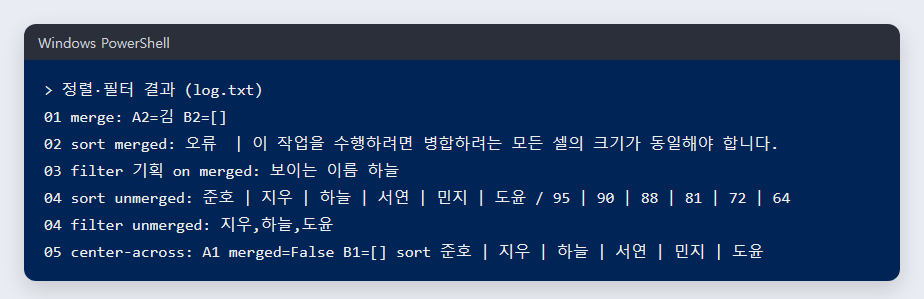 Windows PowerShell
> 정렬·필터 결과 (log.txt)
01 merge: A2=김 B2=[]
02 sort merged: 오류  | 이 작업을 수행하려면 병합하려는 모든 셀의 크기가 동일해야 합니다.
03 filter 기획 on merged: 보이는 이름 하늘
04 sort unmerged: 준호 | 지우 | 하늘 | 서연 | 민지 | 도윤 / 95 | 90 | 88 | 81 | 72 | 64
04 filter unmerged: 지우,하늘,도윤
05 center-across: A1 merged=False B1=[] sort 준호 | 지우 | 하늘 | 서연 | 민지 | 도윤